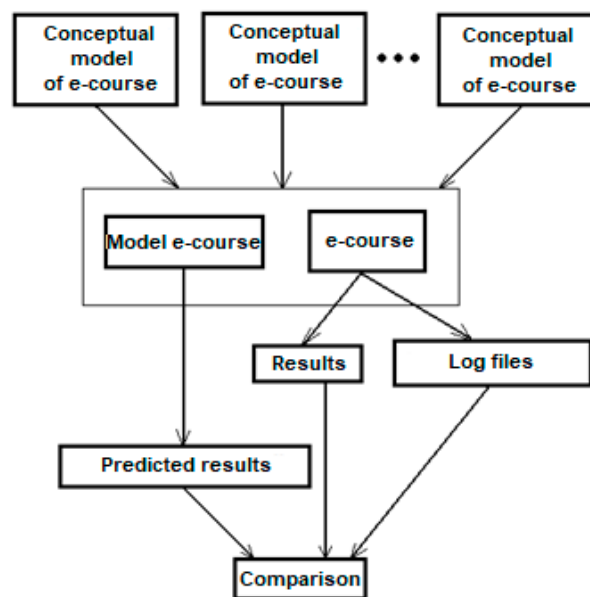 Conceptual
model
of e-course
Conceptual
model
of e-course
•••
Conceptual
model
of e-course
Model e-course
e-course
Results
Log files
Predicted results
Comparison